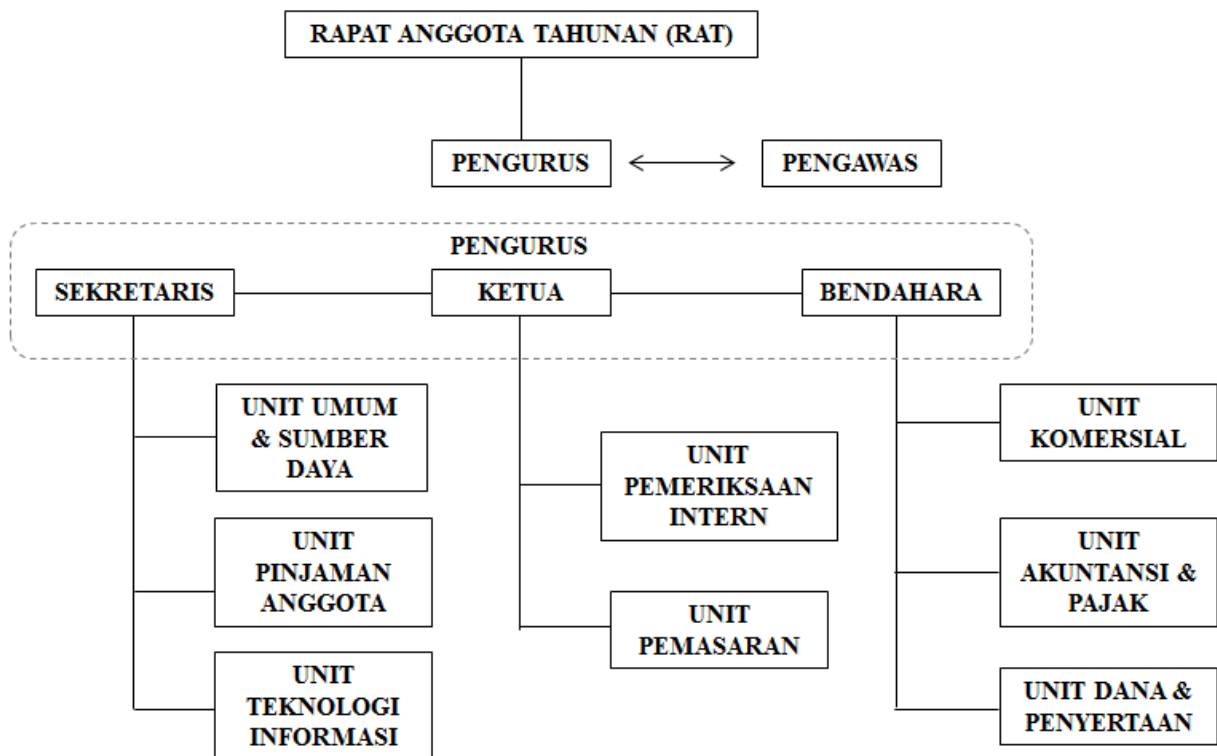 RAPAT ANGGOTA TAHUNAN (RAT)
PENGURUS
PENGAWAS
PENGURUS
SEKRETARIS
KETUA
BENDAHARA
UNIT UMUM
& SUMBER
DAYA
UNIT
PINJAMAN
ANGGOTA
UNIT
TEKNOLOGI
INFORMASI
UNIT
PEMERIKSAAN
INTERN
UNIT
PEMASARAN
UNIT
KOMERSIAL
UNIT
AKUNTANSI &
PAJAK
UNIT DANA &
PENYERTAAN